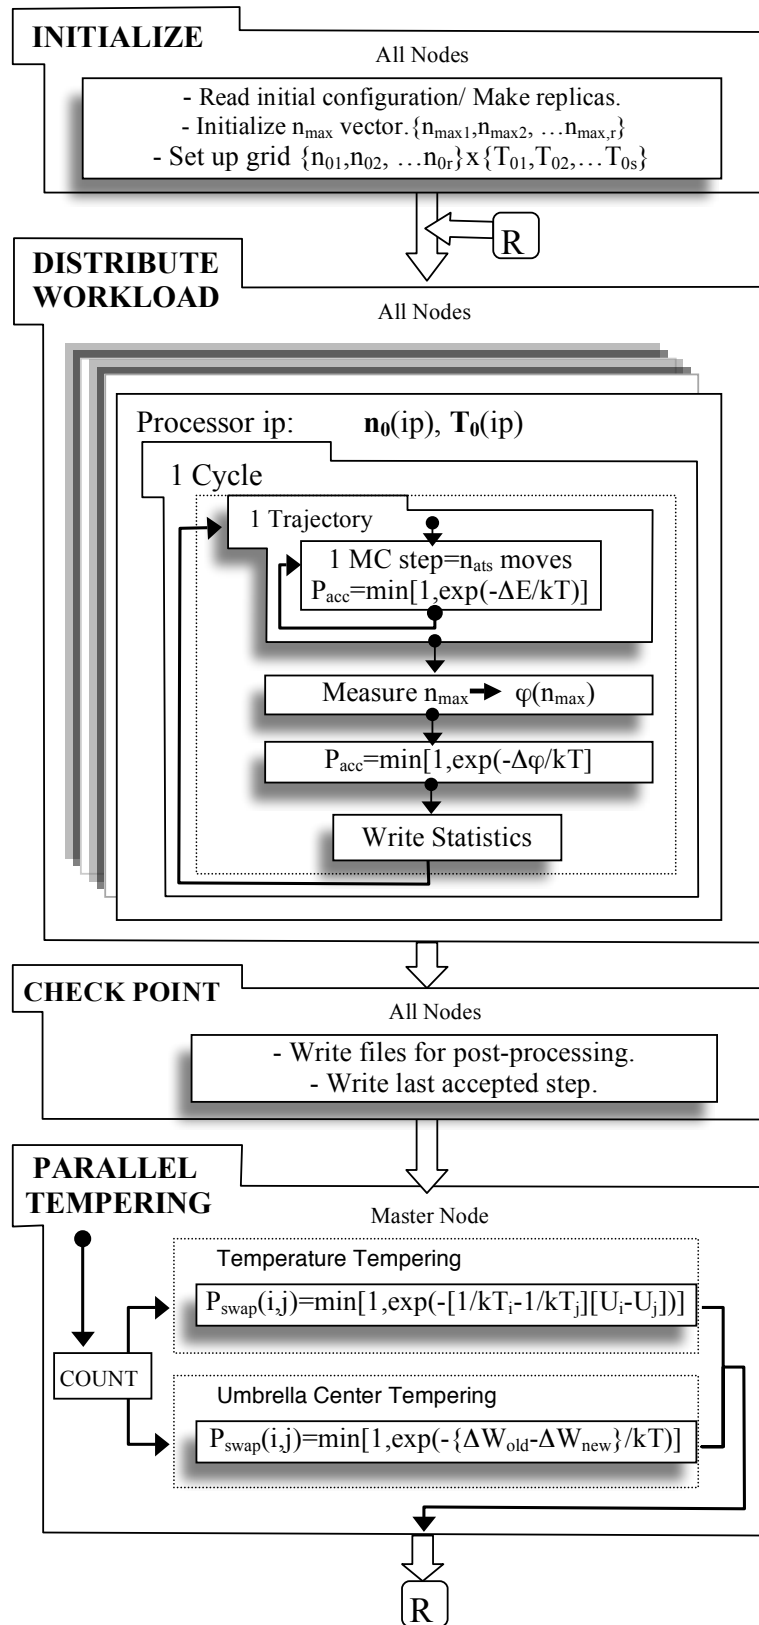 INITIALIZE
All Nodes
- Read initial configuration/ Make replicas.
- Initialize nmax vector.{nmax1,nmax2, …nmax,r}
- Set up grid {n01,n02, …n0r}x{T01,T02,…T0s}
R
DISTRIBUTE
WORKLOAD
All Nodes
Processor ip: n0(ip), T0(ip)
1 Cycle
1 Trajectory
1 MC step=nats moves
Pacc=min[1,exp(-ΔE/kT)]
Measure nmax → φ(nmax)
Pacc=min[1,exp(-Δφ/kT]
Write Statistics
CHECK POINT
All Nodes
- Write files for post-processing.
- Write last accepted step.
PARALLEL
TEMPERING
Master Node
Temperature Tempering
Pswap(i,j)=min[1,exp(-[1/kTi-1/kTj][Ui-Uj])]
COUNT
Umbrella Center Tempering
Pswap(i,j)=min[1,exp(-{ΔWold-ΔWnew}/kT)]
R